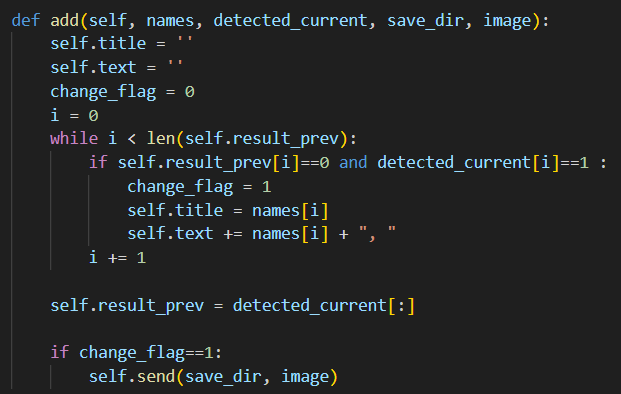 def add(self, names, detected_current, save_dir, image):
    self.title = ''
    self.text = ''
    change_flag = 0
    i = 0
    while i < len(self.result_prev):
        if self.result_prev[i]==0 and detected_current[i]==1 :
            change_flag = 1
            self.title = names[i]
            self.text += names[i] + ", "
        i += 1

    self.result_prev = detected_current[:]

    if change_flag==1:
        self.send(save_dir, image)